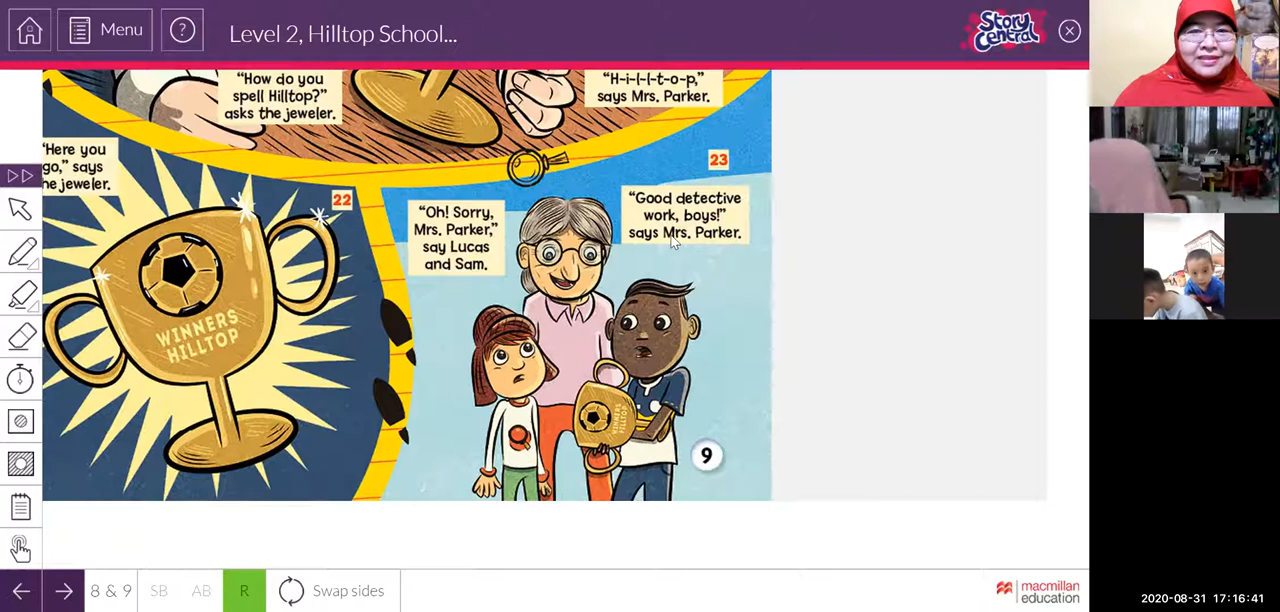 Menu
?
Level 2, Hilltop School...
Story
Central
"How do you
spell Hilltop?"
asks the jeweler.
"H-i-l-l-t-o-p,"
says Mrs. Parker.
"Here you
go," says
he jeweler.
22
23
"Oh! Sorry,
Mrs. Parker,"
say Lucas
and Sam.
"Good detective
work, boys!"
says Mrs. Parker.
WINNERS
HILLTOP
WINNERS
HILLTOP
9
8 & 9
SB
AB
R
Swap sides
macmillan
education
2020-08-31 17:16:41